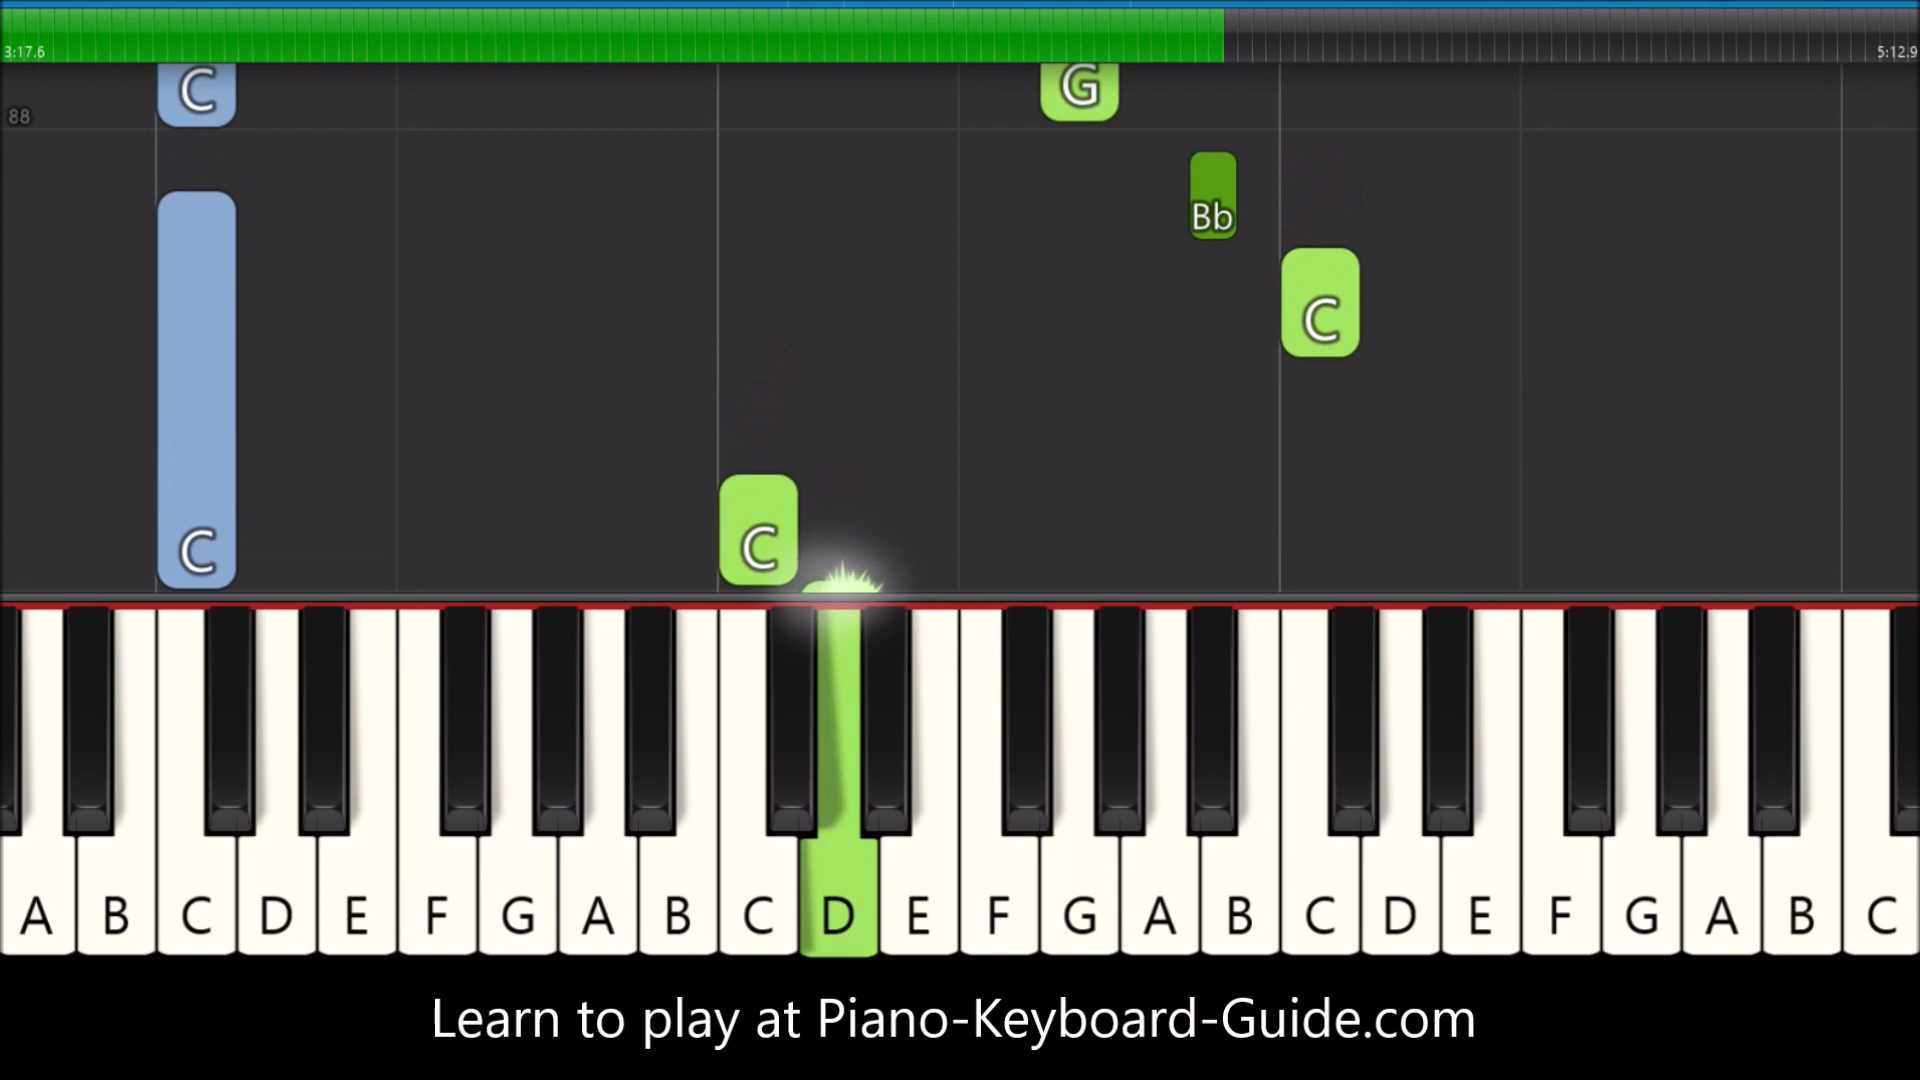 3:17.6 5:12.9
C G
88
Bb
C
C C
A B C D E F G A B C D E F G A B C D E F G A B C
Learn to play at Piano-Keyboard-Guide.com